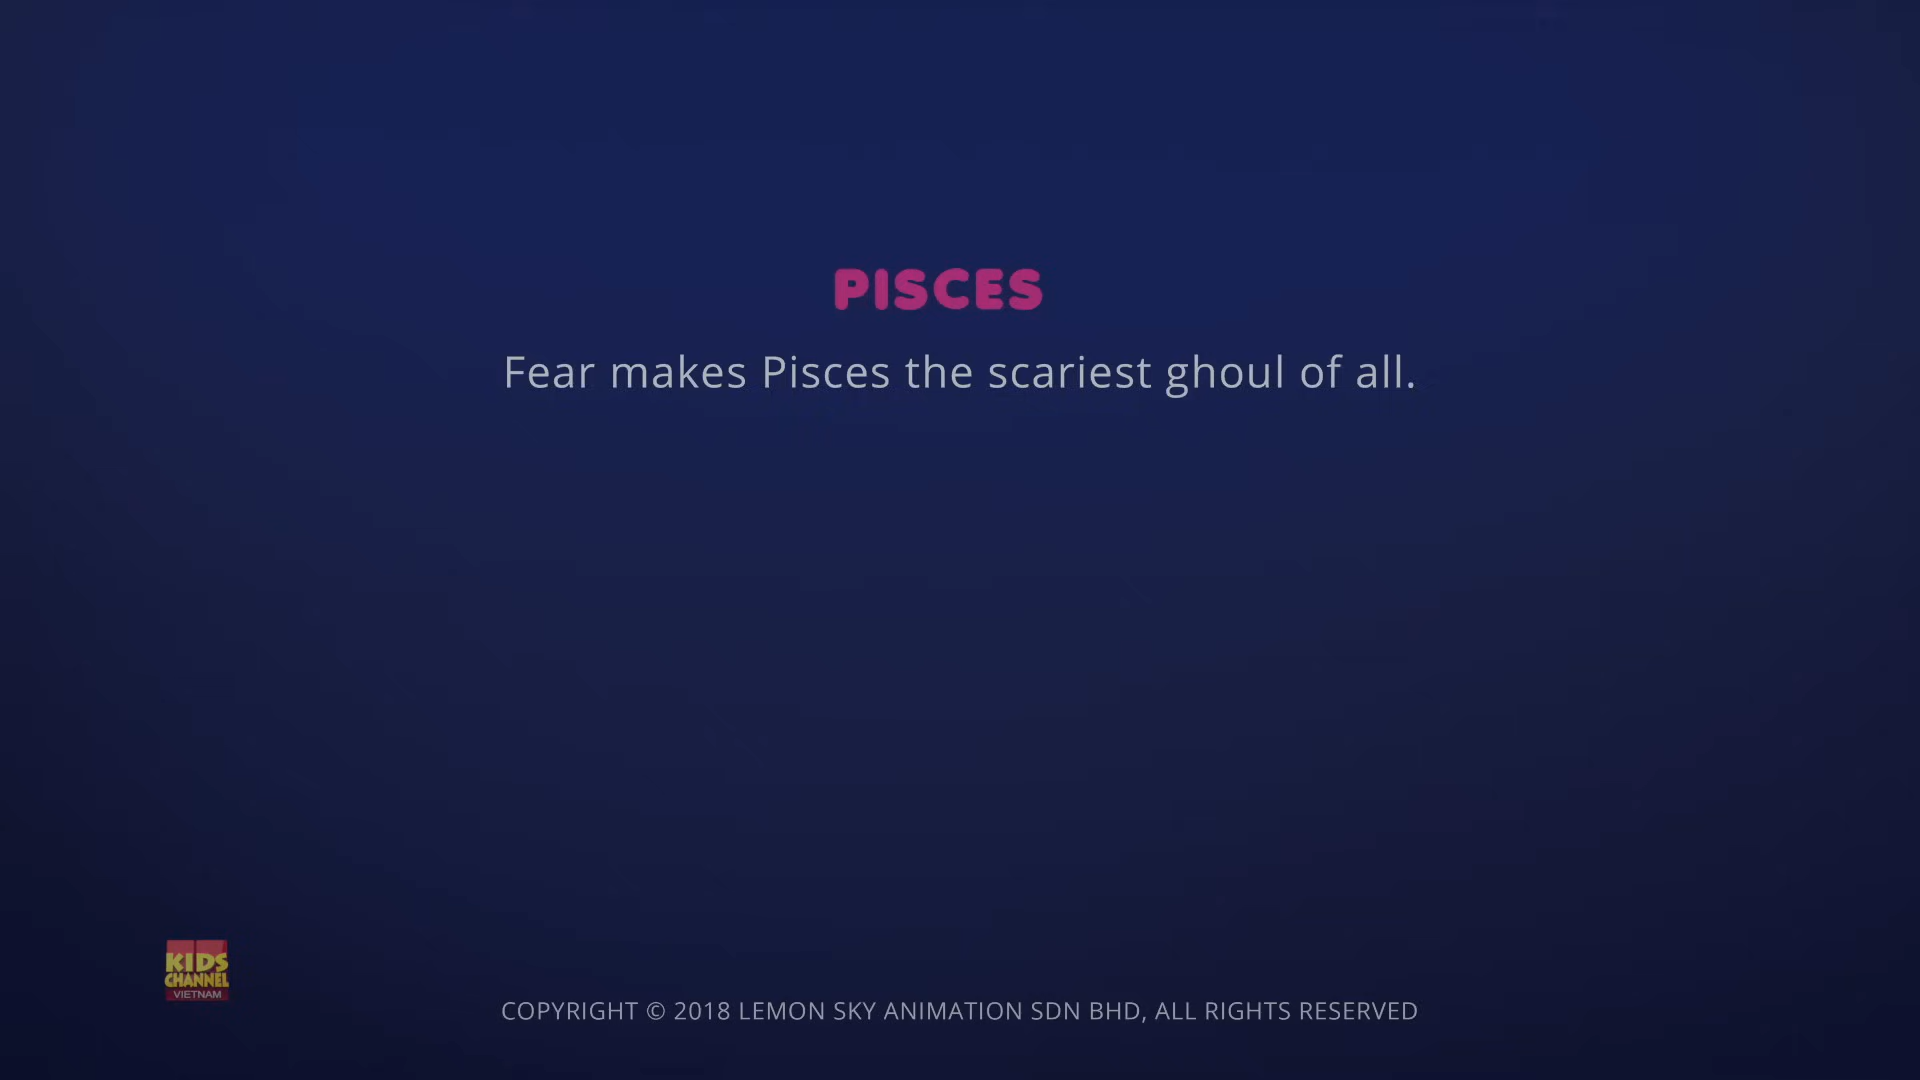 PISCES
Fear makes Pisces the scariest ghoul of all.
KIDS
CHANNEL
VIETNAM
COPYRIGHT © 2018 LEMON SKY ANIMATION SDN BHD, ALL RIGHTS RESERVED